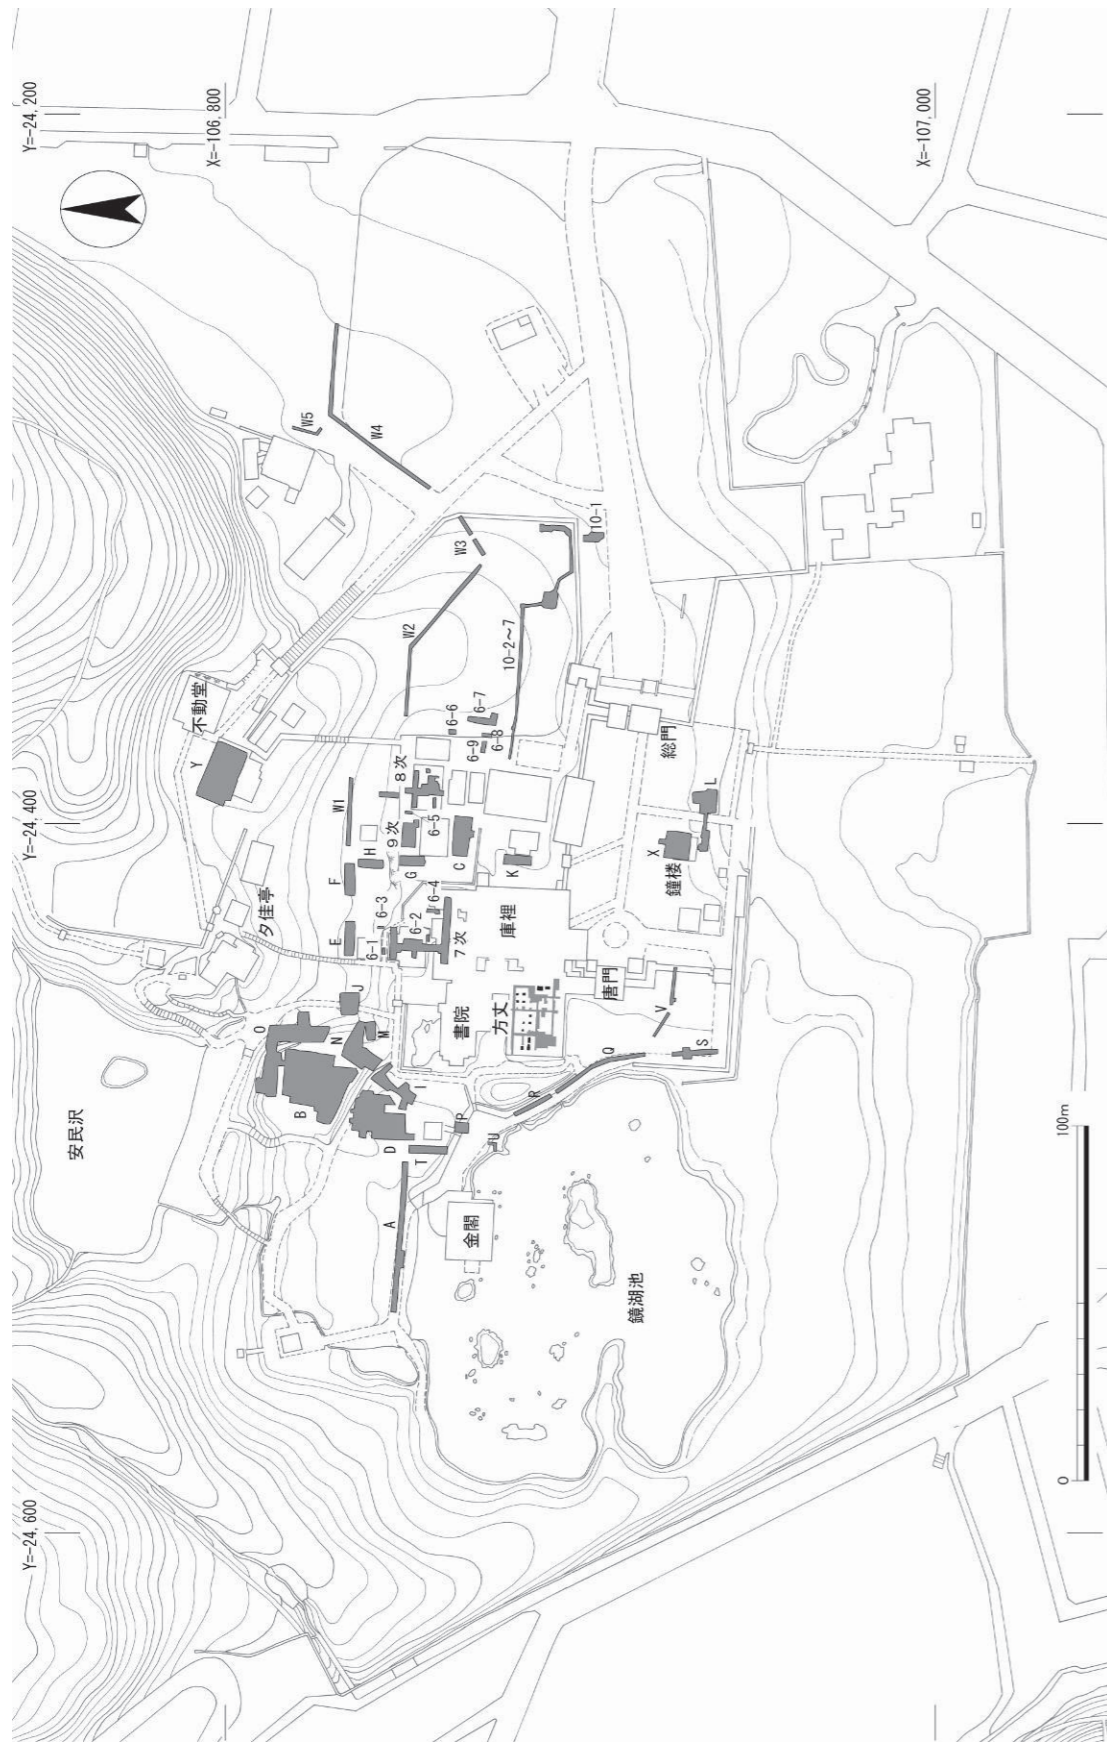 Y=-24,600
Y=-24,400
Y=-24,200
X=-106,800
X=-107,000
安民沢
不動堂
夕佳亭
Y
W5
W4
W3
W2
W1
O
B
N
M
J
I
D
T
A
P
U
R
Q
S
V
E
F
H
G
C
K
6-1
6-2
6-3
6-4
6-5
6-6
6-7
6-8
6-9
7次
8次
9次
10-1
10-2~7
書院
方丈
庫裡
唐門
総門
鐘楼
X
L
金閣
鏡湖池
0
100m